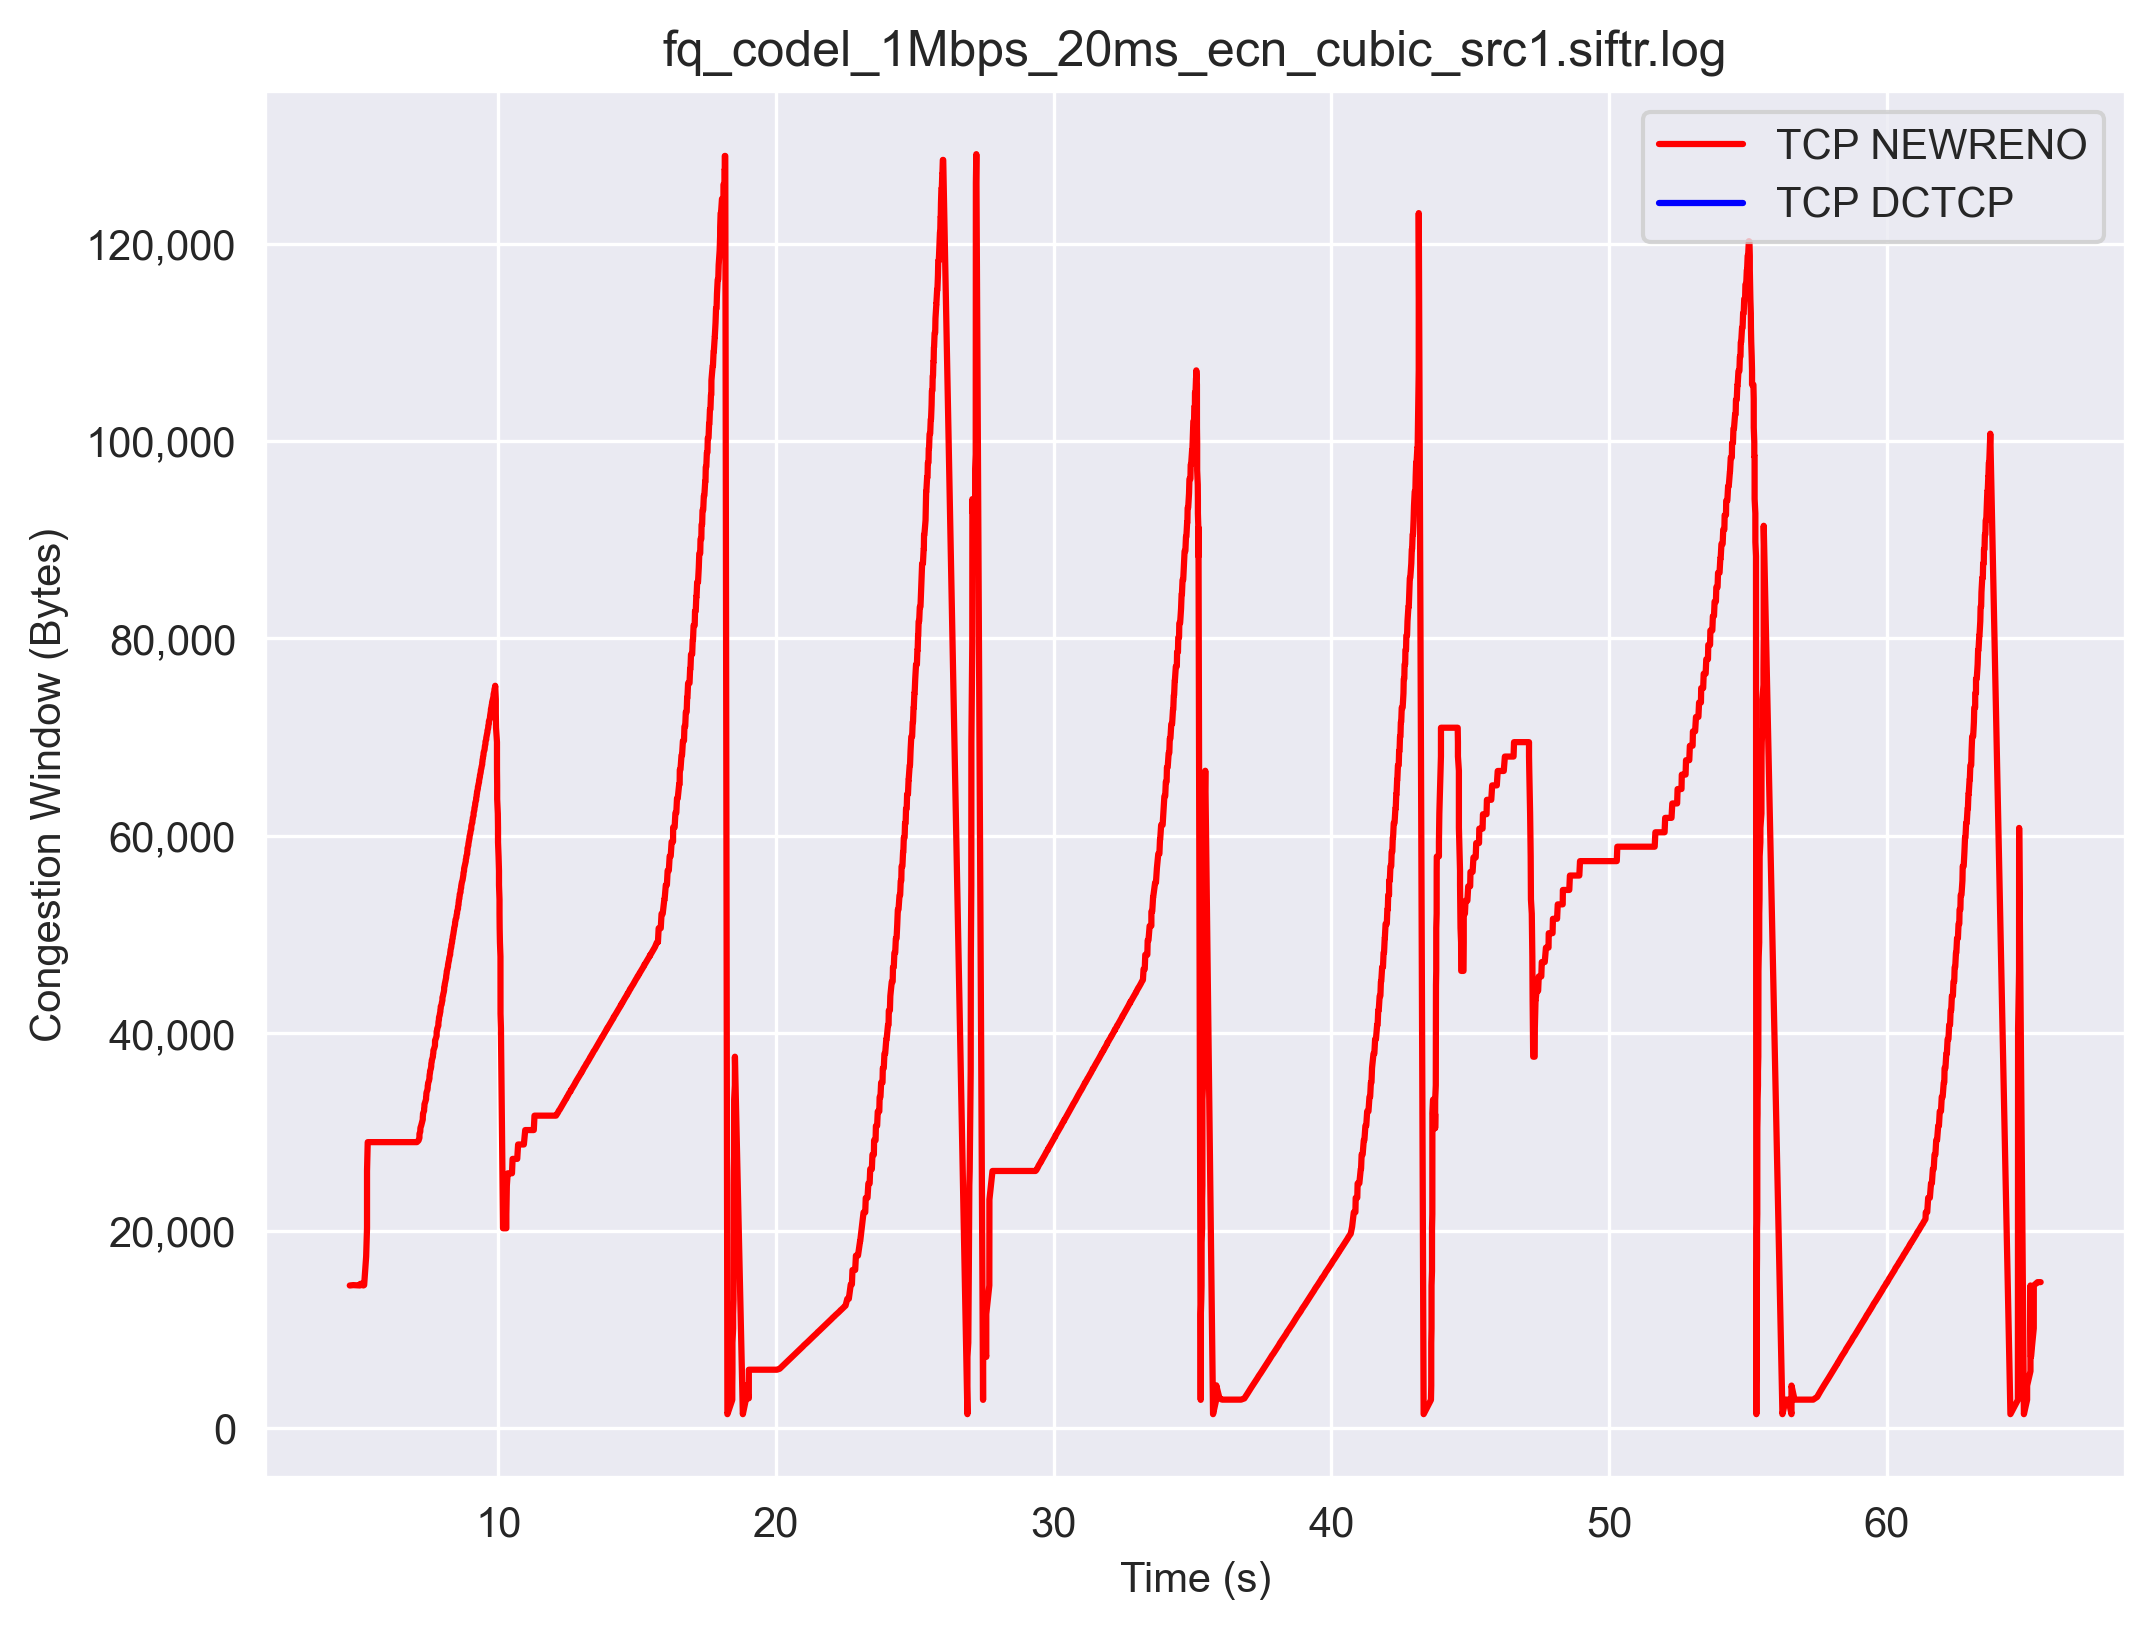 fq_codel_1Mbps_20ms_ecn_cubic_src1.siftr.log
TCP NEWRENO
TCP DCTCP
Congestion Window (Bytes)
120,000
100,000
80,000
60,000
40,000
20,000
0
10 20 30 40 50 60
Time (s)